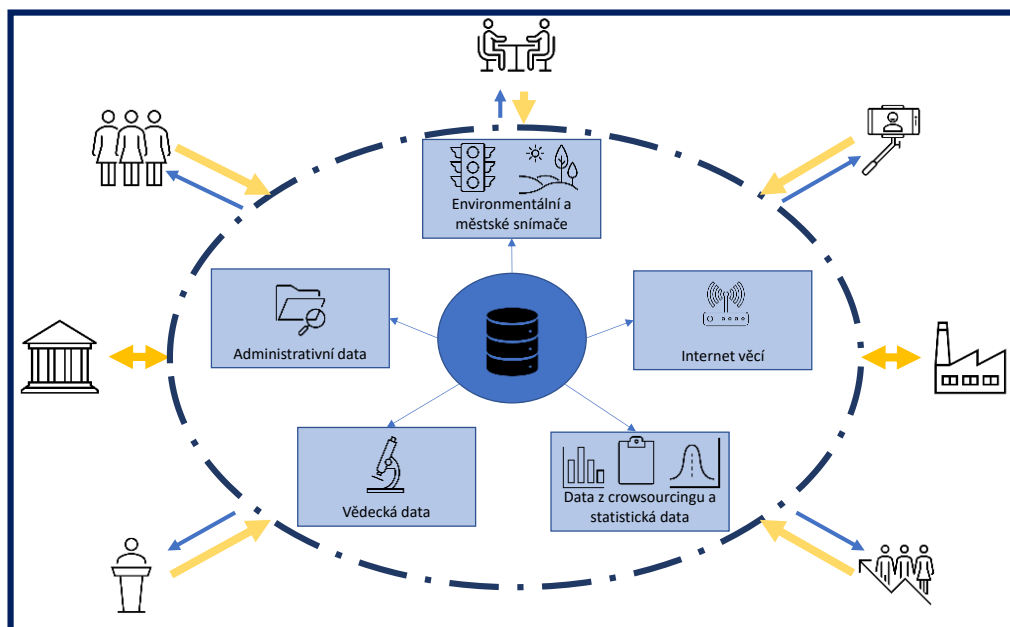 Environmentální a
městské snímače
Administrativní data
Internet věcí
Vědecká data
Data z crowsourcingu a
statistická data